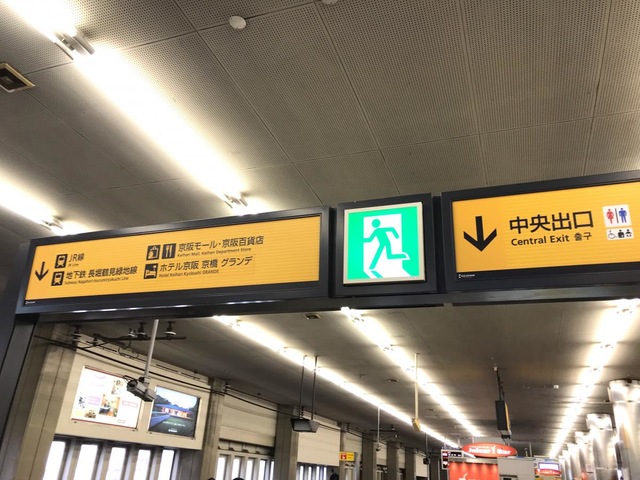 JR線
JR Line
地下鉄 長堀鶴見緑地線
Subway Nagahori-tsurumiryokuchi Line
京阪モール・京阪百貨店
Keihan Mall, Keihan Department Store
ホテル京阪 京橋 グランデ
Hotel Keihan Kyobashi GRANDE
中央出口
Central Exit 출구